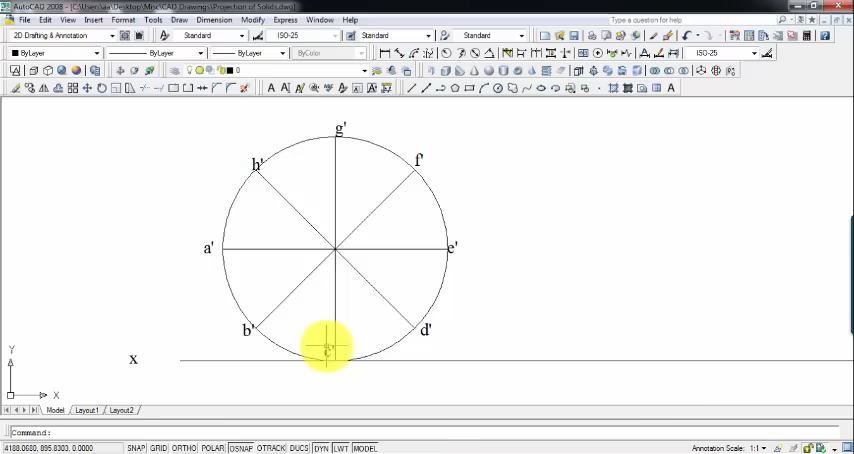 AutoCAD 2008 - [C:\Users\aa\Desktop\Misc\CAD Drawings\Projection of Solids.dwg]
File Edit View Insert Format Tools Draw Dimension Modify Express Window Help
Type a question for help
2D Drafting & Annotation
Standard
ISO-25
Standard
Standard
ByLayer
ByLayer
ByLayer
ByColor
ISO-25
0
g'
h'
f'
a'
e'
b'
d'
c'
x
Y
X
Model Layout1 Layout2
Command:
4188.0680, 895.8303, 0.0000
SNAP GRID ORTHO POLAR OSNAP OTRACK DUCS DYN LWT MODEL
Annotation Scale: 1:1